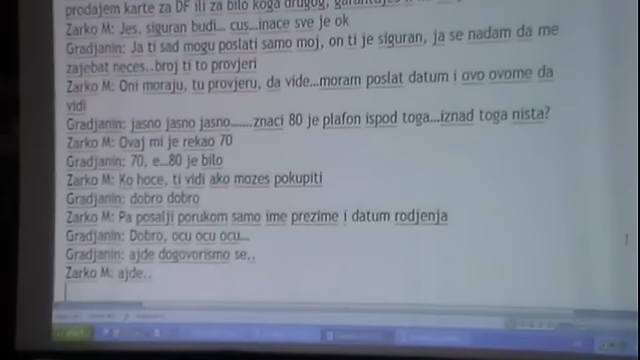 prodajem karte za DF ili za bilo koga drugog,
Zarko M: Jes, siguran budi... cus...inace sve je ok
Gradjanin: Ja ti sad mogu poslati samo moj, on ti je siguran, ja se nadam da me
zajebat neces..broj ti to provjeri
Zarko M: Oni moraju, tu provjeru, da vide...moram poslat datum i ovo ovome da
vidi
Gradjanin: jasno jasno jasno.......znaci 80 je plafon ispod toga...iznad toga nista?
Zarko M: Ovaj mi je rekao 70
Gradjanin: 70, e...80 je bilo
Zarko M: Ko hoce, ti vidi ako mozes pokupiti
Gradjanin: dobro dobro
Zarko M: Pa posalji porukom samo ime prezime i datum rodjenja
Gradjanin: Dobro, ocu ocu ocu...
Gradjanin: ajde dogovorismo se..
Zarko M: ajde..